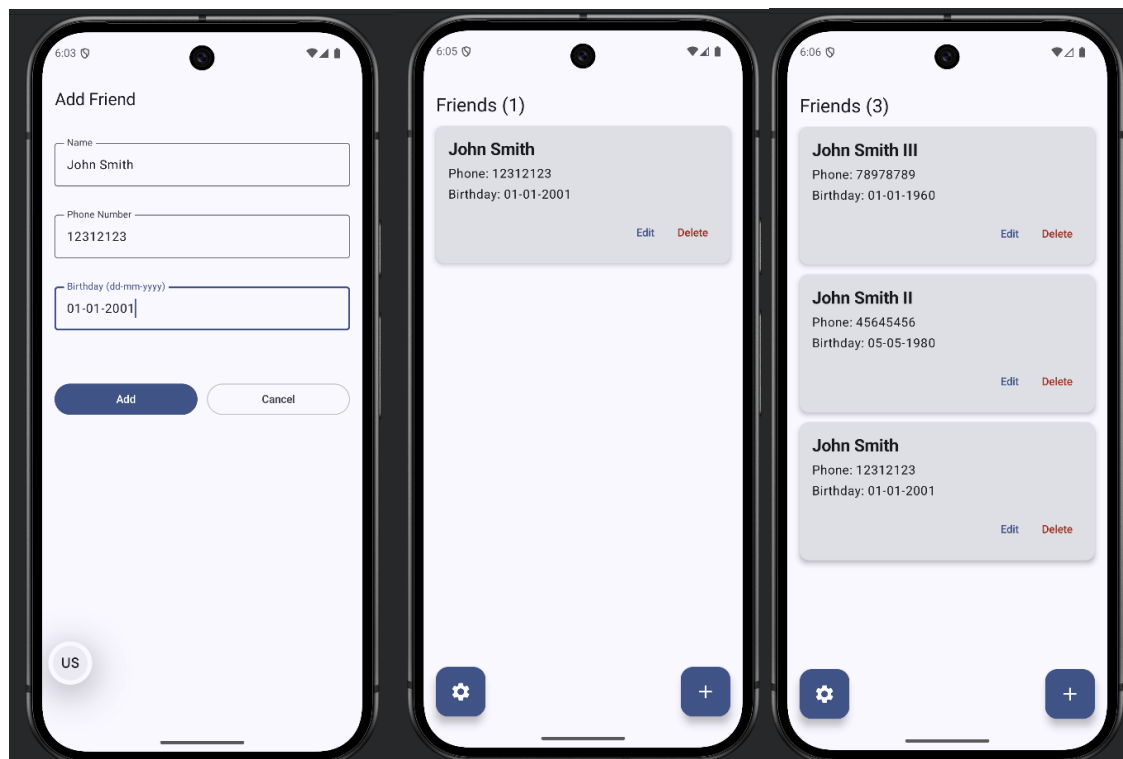 6:03
Add Friend
Name
John Smith
Phone Number
12312123
Birthday (dd-mm-yyyy)
01-01-2001
Add Cancel
US
6:05
Friends (1)
John Smith
Phone: 12312123
Birthday: 01-01-2001
Edit Delete
+
6:06
Friends (3)
John Smith III
Phone: 78978789
Birthday: 01-01-1960
Edit Delete
John Smith II
Phone: 45645456
Birthday: 05-05-1980
Edit Delete
John Smith
Phone: 12312123
Birthday: 01-01-2001
Edit Delete
+